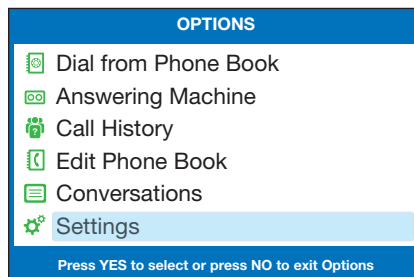 OPTIONS
Dial from Phone Book
Answering Machine
Call History
Edit Phone Book
Conversations
Settings
Press YES to select or press NO to exit Options